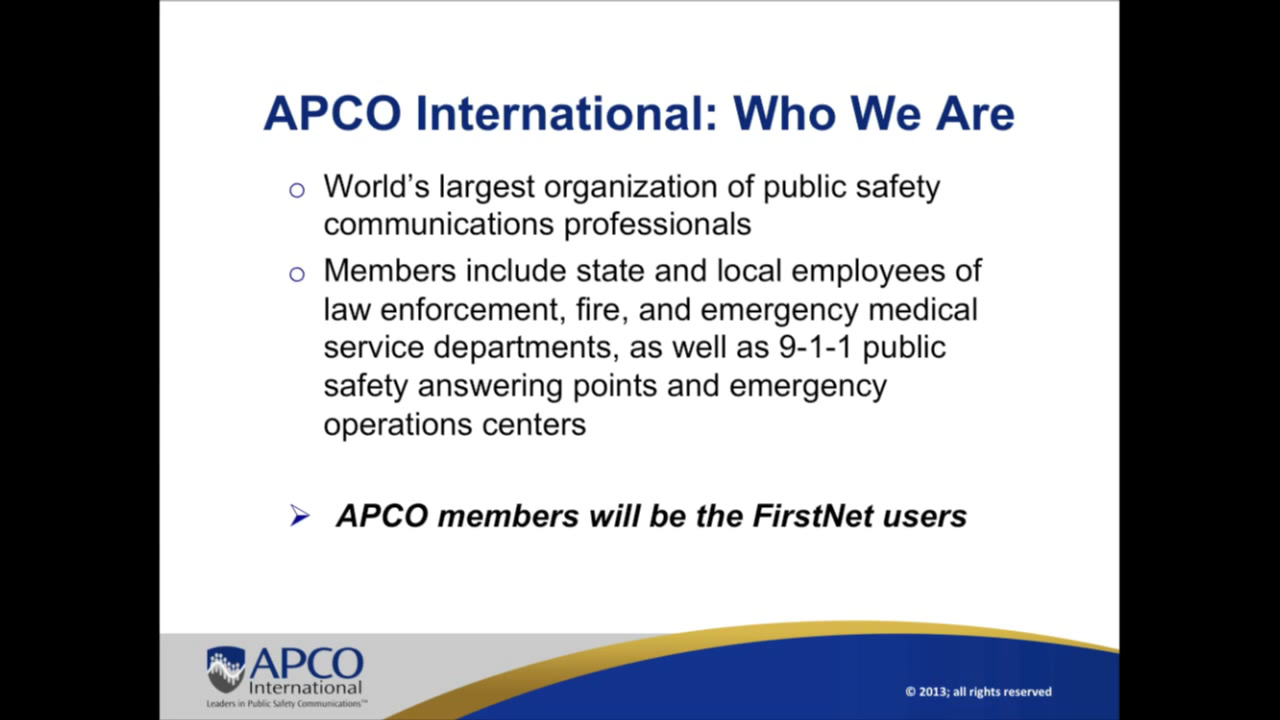 APCO International: Who We Are
o World’s largest organization of public safety
communications professionals
o Members include state and local employees of
law enforcement, fire, and emergency medical
service departments, as well as 9-1-1 public
safety answering points and emergency
operations centers
➢ APCO members will be the FirstNet users
APCO
International
Leaders in Public Safety Communications™
© 2013; all rights reserved